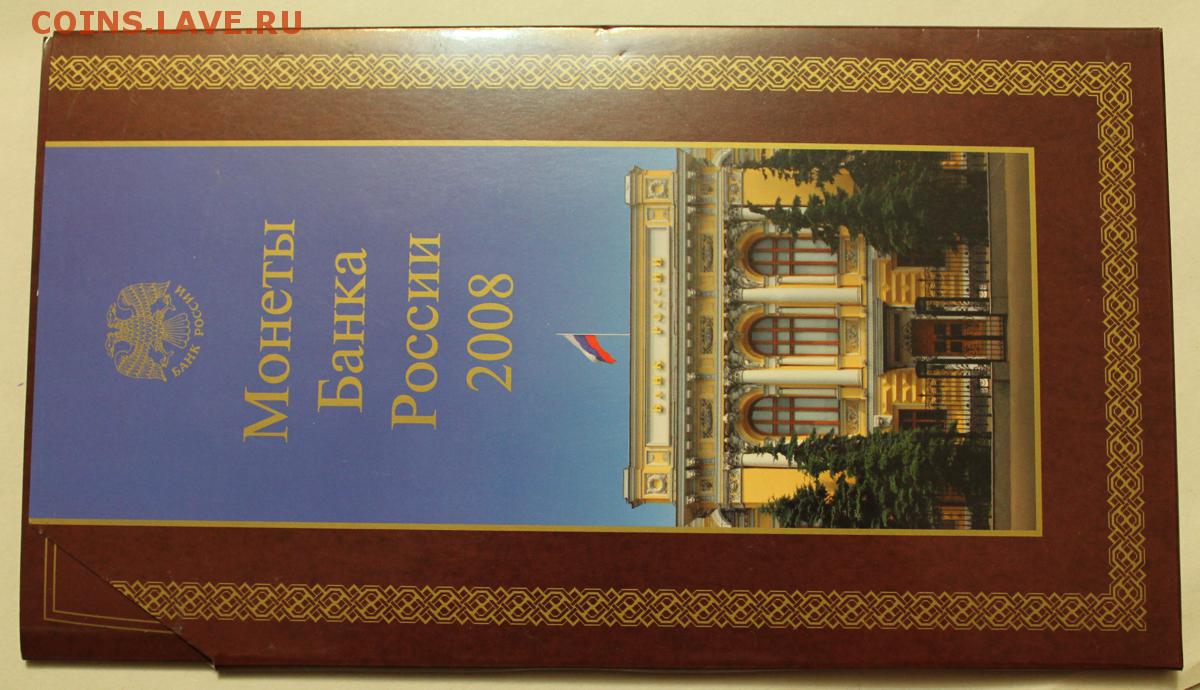 COINS.LAVE.RU
БАНК РОССИИ
Монеты
Банка
России
2008